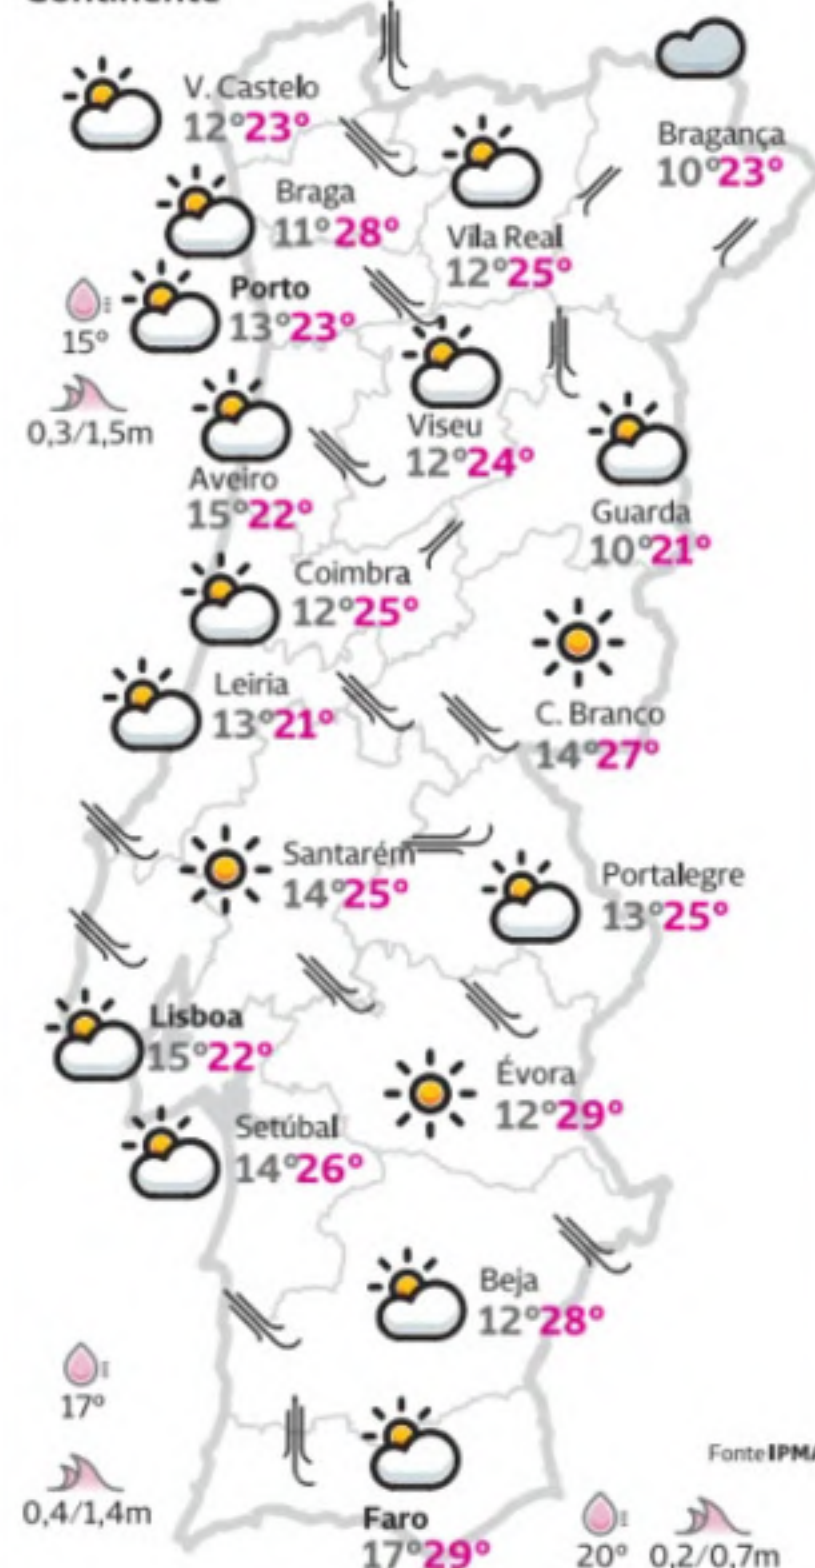 Continente
V. Castelo
12°23°
Bragança
10°23°
Braga
11°28°
Vila Real
12°25°
Porto
13°23°
15°
0,3/1,5m
Viseu
12°24°
Aveiro
15°22°
Guarda
10°21°
Coimbra
12°25°
Leiria
13°21°
C. Branco
14°27°
Santarém
14°25°
Portalegre
13°25°
Lisboa
15°22°
Évora
12°29°
Setúbal
14°26°
Beja
12°28°
17°
0,4/1,4m
Fonte IPMA
Faro
17°29°
20° 0,2/0,7m